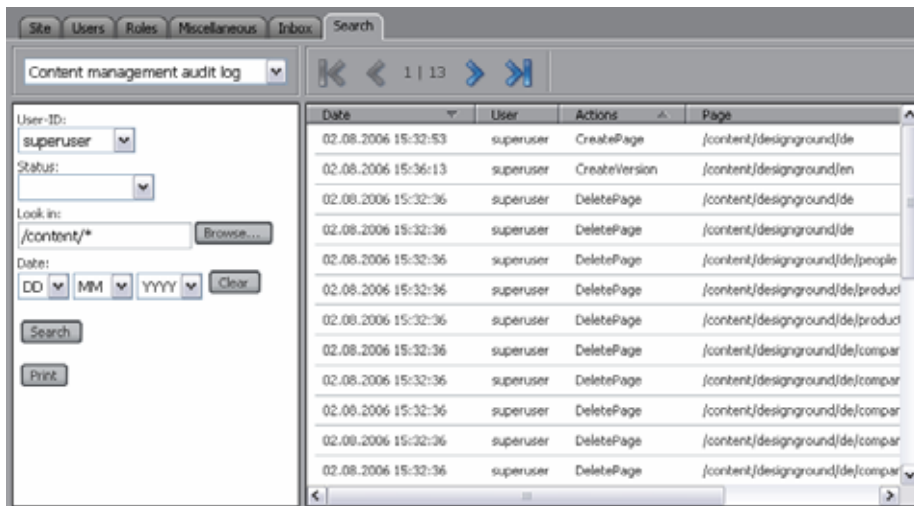 Site Users Roles Miscellaneous Inbox Search
Content management audit log
1 | 13
User-ID:
superuser
Status:
Look in:
/content/*
Browse...
Date:
DD MM YYYY Clear
Search
Print
Date User Actions Page
02.08.2006 15:32:53 superuser CreatePage /content/designground/de
02.08.2006 15:36:13 superuser CreateVersion /content/designground/en
02.08.2006 15:32:36 superuser DeletePage /content/designground/de
02.08.2006 15:32:36 superuser DeletePage /content/designground/de
02.08.2006 15:32:36 superuser DeletePage /content/designground/de/people
02.08.2006 15:32:36 superuser DeletePage /content/designground/de/product
02.08.2006 15:32:36 superuser DeletePage /content/designground/de/product
02.08.2006 15:32:36 superuser DeletePage /content/designground/de/compar
02.08.2006 15:32:36 superuser DeletePage /content/designground/de/compar
02.08.2006 15:32:36 superuser DeletePage /content/designground/de/compar
02.08.2006 15:32:36 superuser DeletePage /content/designground/de/compar
02.08.2006 15:32:36 superuser DeletePage /content/designground/de/compar